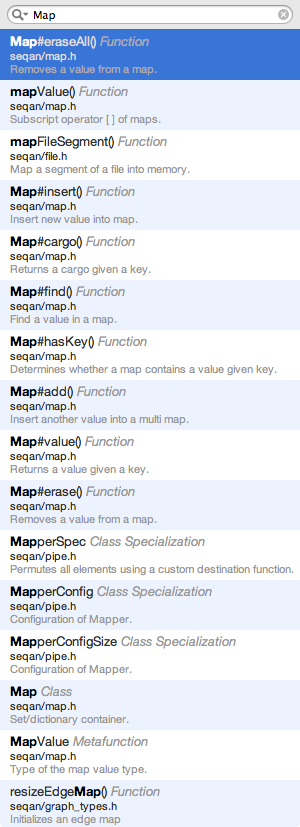 Map
Map#eraseAll() Function
seqan/map.h
Removes a value from a map.
mapValue() Function
seqan/map.h
Subscript operator [ ] of maps.
mapFileSegment() Function
seqan/file.h
Map a segment of a file into memory.
Map#insert() Function
seqan/map.h
Insert new value into map.
Map#cargo() Function
seqan/map.h
Returns a cargo given a key.
Map#find() Function
seqan/map.h
Find a value in a map.
Map#hasKey() Function
seqan/map.h
Determines whether a map contains a value given key.
Map#add() Function
seqan/map.h
Insert another value into a multi map.
Map#value() Function
seqan/map.h
Returns a value given a key.
Map#erase() Function
seqan/map.h
Removes a value from a map.
MapperSpec Class Specialization
seqan/pipe.h
Permutes all elements using a custom destination function.
MapperConfig Class Specialization
seqan/pipe.h
Configuration of Mapper.
MapperConfigSize Class Specialization
seqan/pipe.h
Configuration of Mapper.
Map Class
seqan/map.h
Set/dictionary container.
MapValue Metafunction
seqan/map.h
Type of the map value type.
resizeEdgeMap() Function
seqan/graph_types.h
Initializes an edge map